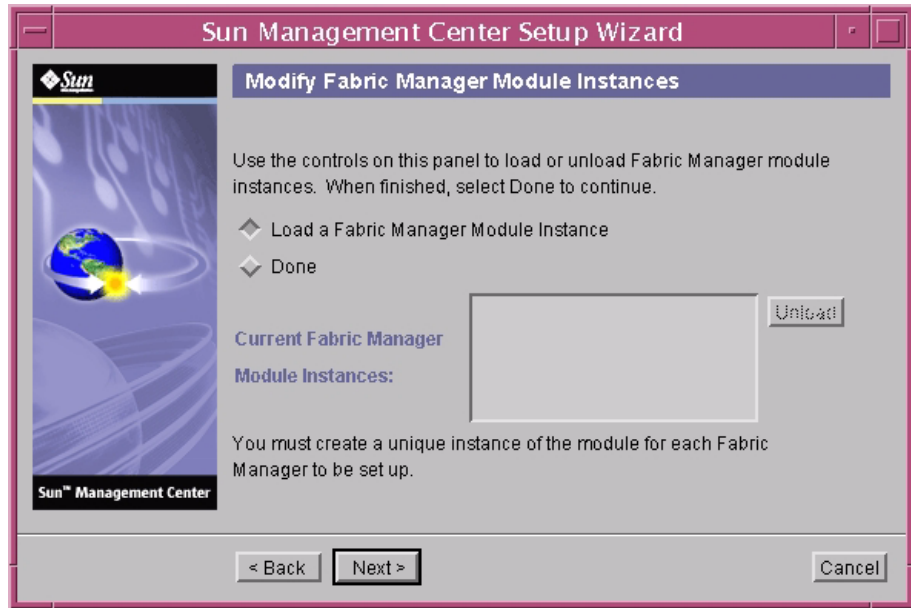 Sun Management Center Setup Wizard
Sun
Modify Fabric Manager Module Instances
Use the controls on this panel to load or unload Fabric Manager module
instances. When finished, select Done to continue.
Load a Fabric Manager Module Instance
Done
Unload
Current Fabric Manager
Module Instances:
You must create a unique instance of the module for each Fabric
Manager to be set up.
Sun™ Management Center
< Back
Next >
Cancel